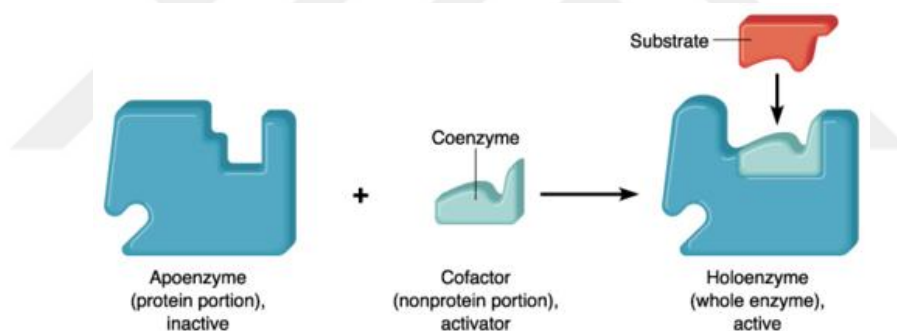 Substrate
Coenzyme
+
Apoenzyme
(protein portion),
inactive
Cofactor
(nonprotein portion),
activator
Holoenzyme
(whole enzyme),
active